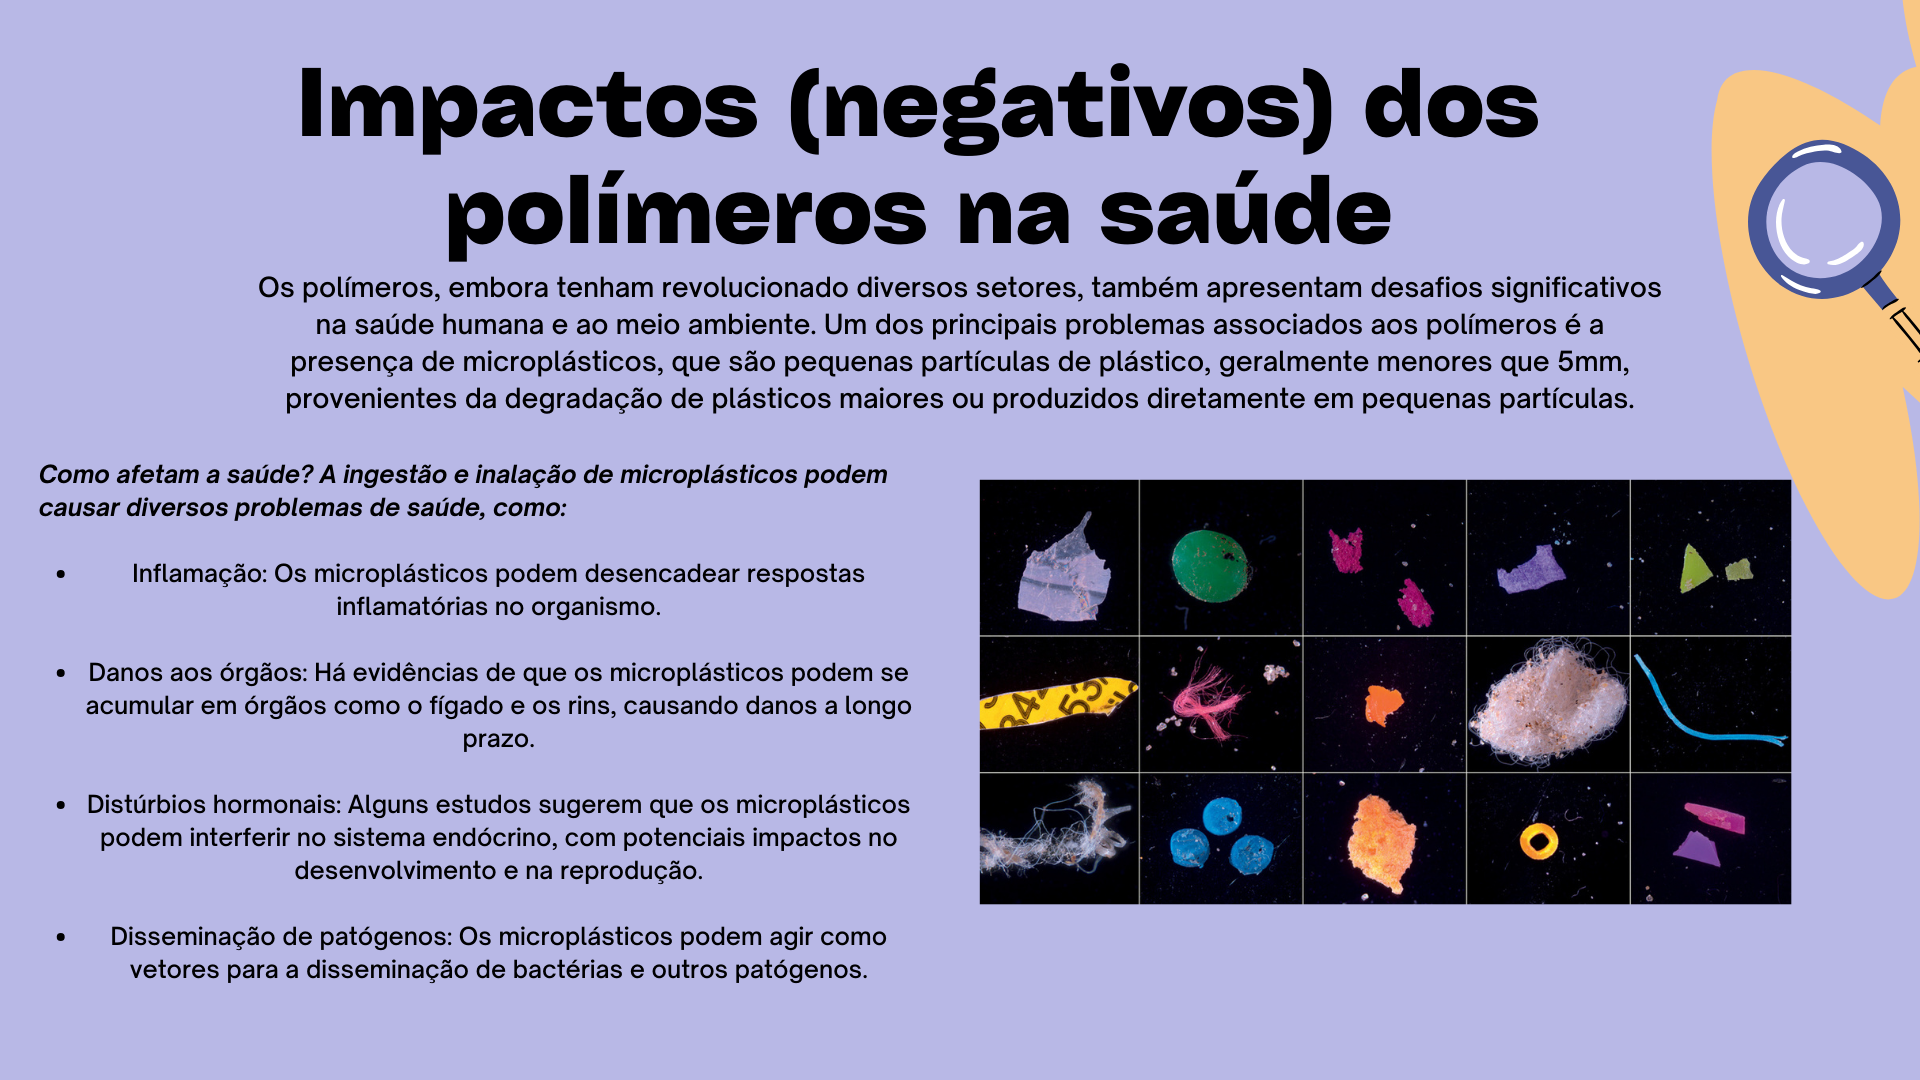 Impactos (negativos) dos
polímeros na saúde
Os polímeros, embora tenham revolucionado diversos setores, também apresentam desafios significativos
na saúde humana e ao meio ambiente. Um dos principais problemas associados aos polímeros é a
presença de microplásticos, que são pequenas partículas de plástico, geralmente menores que 5mm,
provenientes da degradação de plásticos maiores ou produzidos diretamente em pequenas partículas.
Como afetam a saúde? A ingestão e inalação de microplásticos podem
causar diversos problemas de saúde, como:
• Inflamação: Os microplásticos podem desencadear respostas
inflamatórias no organismo.
• Danos aos órgãos: Há evidências de que os microplásticos podem se
acumular em órgãos como o fígado e os rins, causando danos a longo
prazo.
• Distúrbios hormonais: Alguns estudos sugerem que os microplásticos
podem interferir no sistema endócrino, com potenciais impactos no
desenvolvimento e na reprodução.
• Disseminação de patógenos: Os microplásticos podem agir como
vetores para a disseminação de bactérias e outros patógenos.